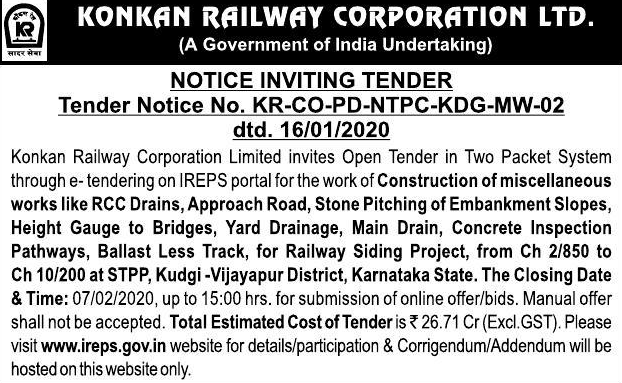 KONKAN RAILWAY CORPORATION LTD.
(A Government of India Undertaking)
KR
सादर सेवा
NOTICE INVITING TENDER
Tender Notice No. KR-CO-PD-NTPC-KDG-MW-02
dtd. 16/01/2020
Konkan Railway Corporation Limited invites Open Tender in Two Packet System
through e- tendering on IREPS portal for the work of Construction of miscellaneous
works like RCC Drains, Approach Road, Stone Pitching of Embankment Slopes,
Height Gauge to Bridges, Yard Drainage, Main Drain, Concrete Inspection
Pathways, Ballast Less Track, for Railway Siding Project, from Ch 2/850 to
Ch 10/200 at STPP, Kudgi -Vijayapur District, Karnataka State. The Closing Date
& Time: 07/02/2020, up to 15:00 hrs. for submission of online offer/bids. Manual offer
shall not be accepted. Total Estimated Cost of Tender is ₹ 26.71 Cr (Excl.GST). Please
visit www.ireps.gov.in website for details/participation & Corrigendum/Addendum will be
hosted on this website only.